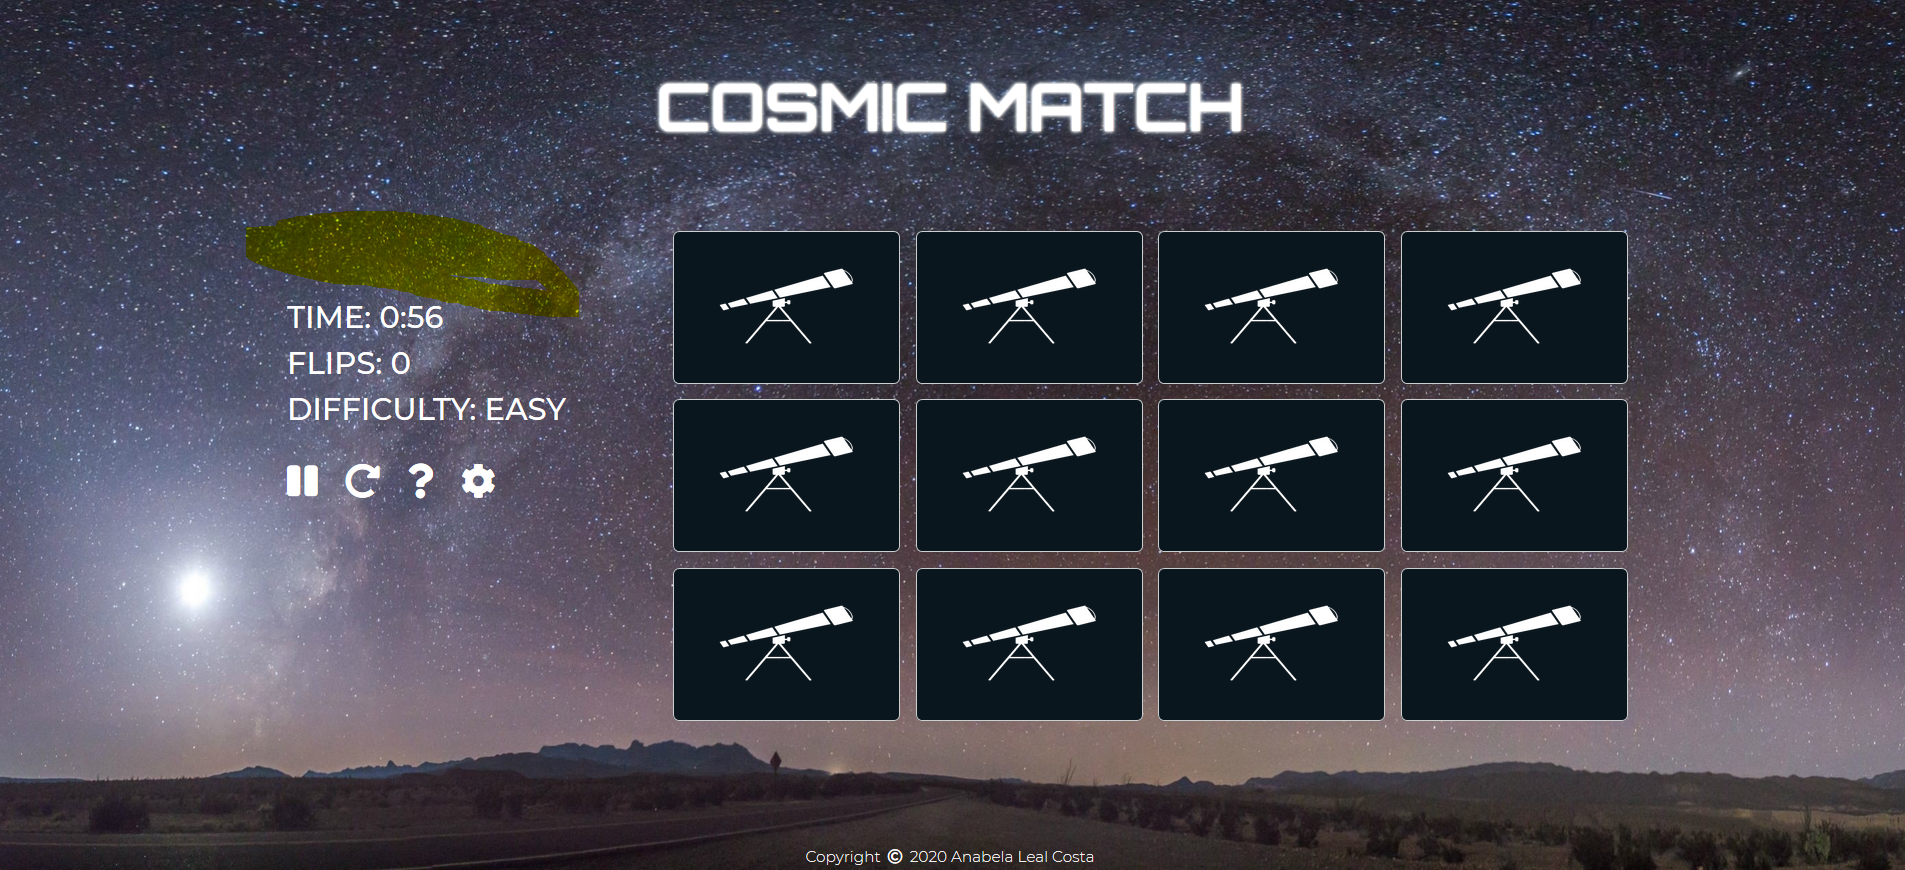 COSMIC MATCH
TIME: 0:56
FLIPS: 0
DIFFICULTY: EASY
?
Copyright © 2020 Anabela Leal Costa